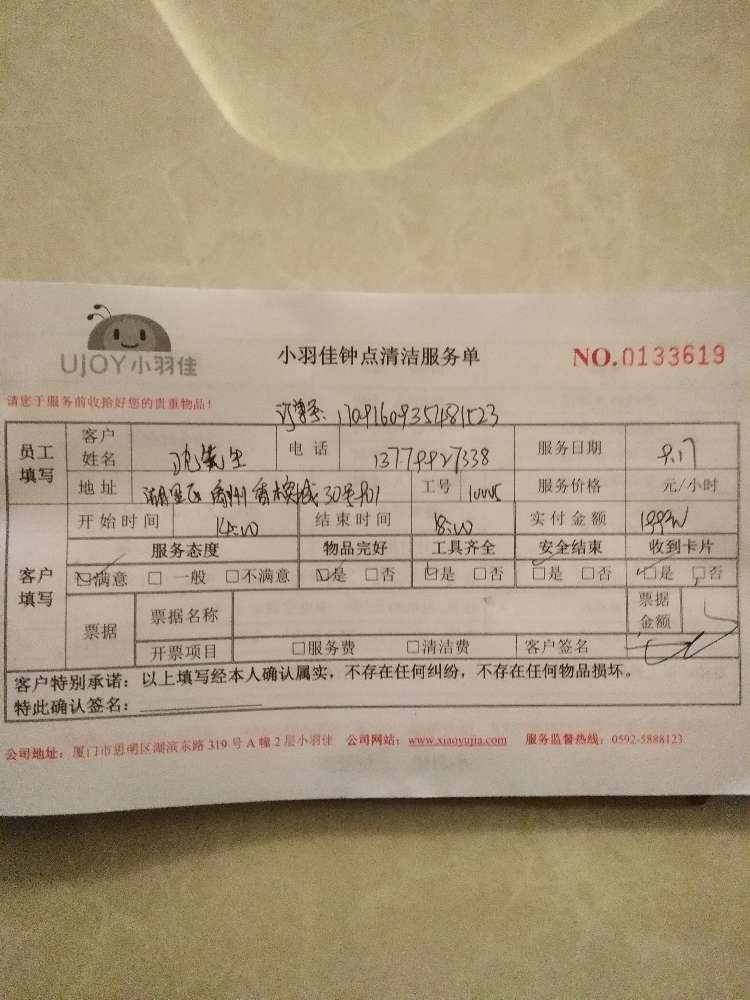 UJOY小羽佳
小羽佳钟点清洁服务单
NO.0133619
请您于服务前收拾好您的贵重物品!
员工填写
客户姓名 沈先生 电话 服务日期 9.17
地址 30号 工号 服务价格 元/小时
客户填写
开始时间 14:00 结束时间 18:00 实付金额
服务态度 物品完好 工具齐全 安全结束 收到卡片
☑满意 □一般 □不满意 ☑是 □否 ☑是 □否 ☑是 □否 ☑是 □否
票据 票据名称 票据金额
开票项目 □服务费 □清洁费 客户签名
客户特别承诺:以上填写经本人确认属实,不存在任何纠纷,不存在任何物品损坏。
特此确认签名:
公司地址:厦门市思明区湖滨东路 319 号 A 幢 2 层小羽佳 公司网站:www.xiaoyujia.com 服务监督热线:0592-5888123